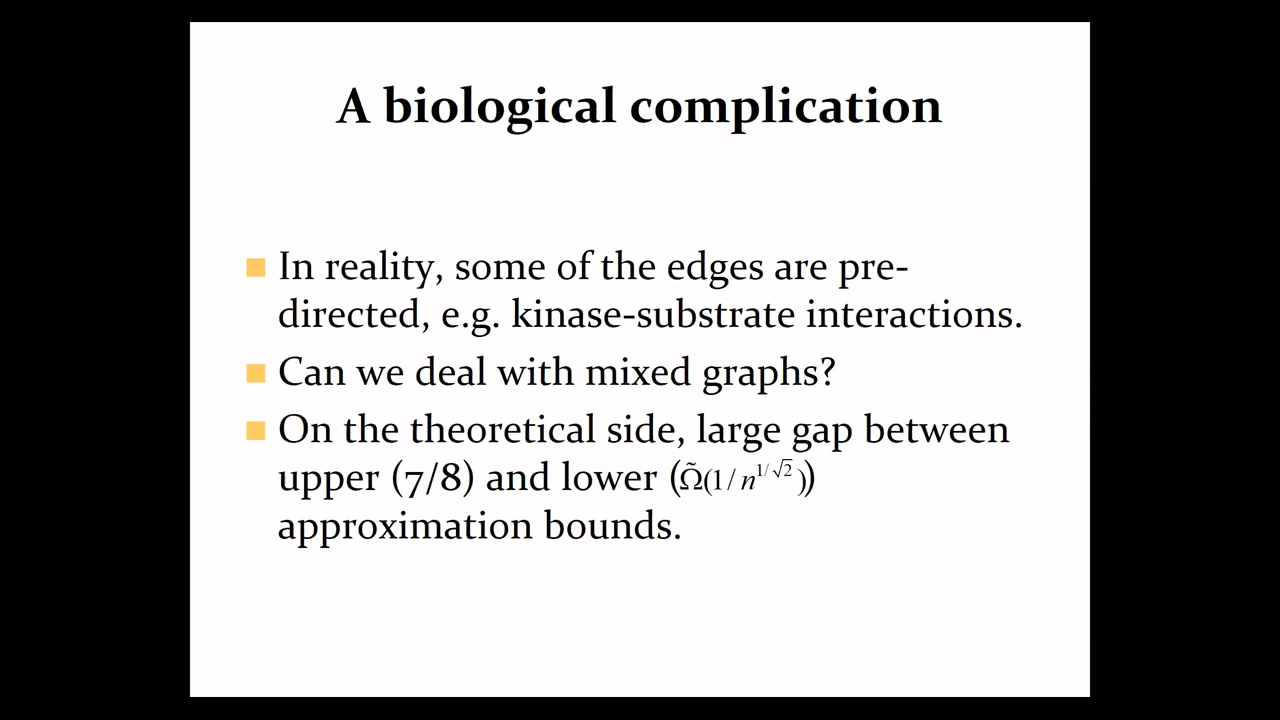 A biological complication
In reality, some of the edges are pre-
directed, e.g. kinase-substrate interactions.
Can we deal with mixed graphs?
On the theoretical side, large gap between
upper (7/8) and lower (Ω̃(1/n^{1/√2}))
approximation bounds.